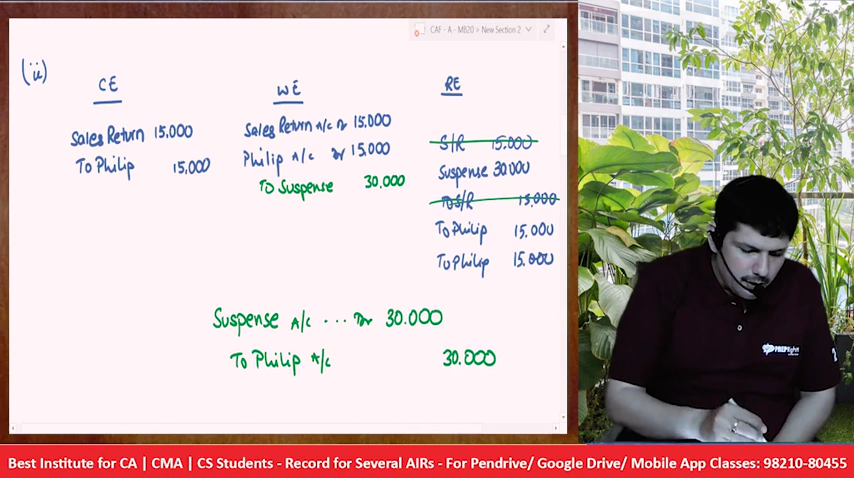 CAF - A - MB20 > New Section 2
(ii)
CE
WE
RE
Sales Return 15.000
To Philip 15.000
Sales Return A/c Dr 15.000
Philip A/c Dr 15.000
To Suspense 30.000
S/R 15.000
Suspense 30.000
To S/R 15.000
To Philip 15.000
To Philip 15.000
Suspense A/c ... Dr 30.000
To Philip A/c 30.000
Best Institute for CA | CMA | CS Students - Record for Several AIRs - For Pendrive/ Google Drive/ Mobile App Classes: 98210-80455